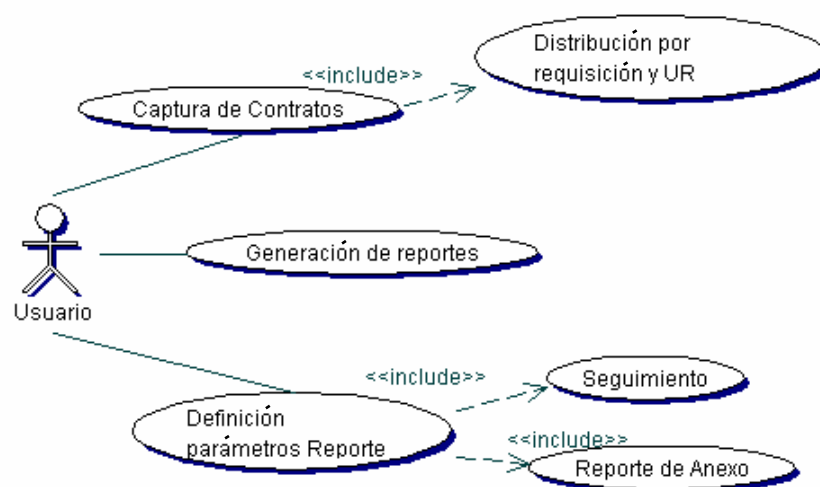 Distribución por
requisición y UR
<<include>>
Captura de Contratos
Generación de reportes
Usuario
<<include>>
Seguimiento
Definición
parámetros Reporte
<<include>>
Reporte de Anexo